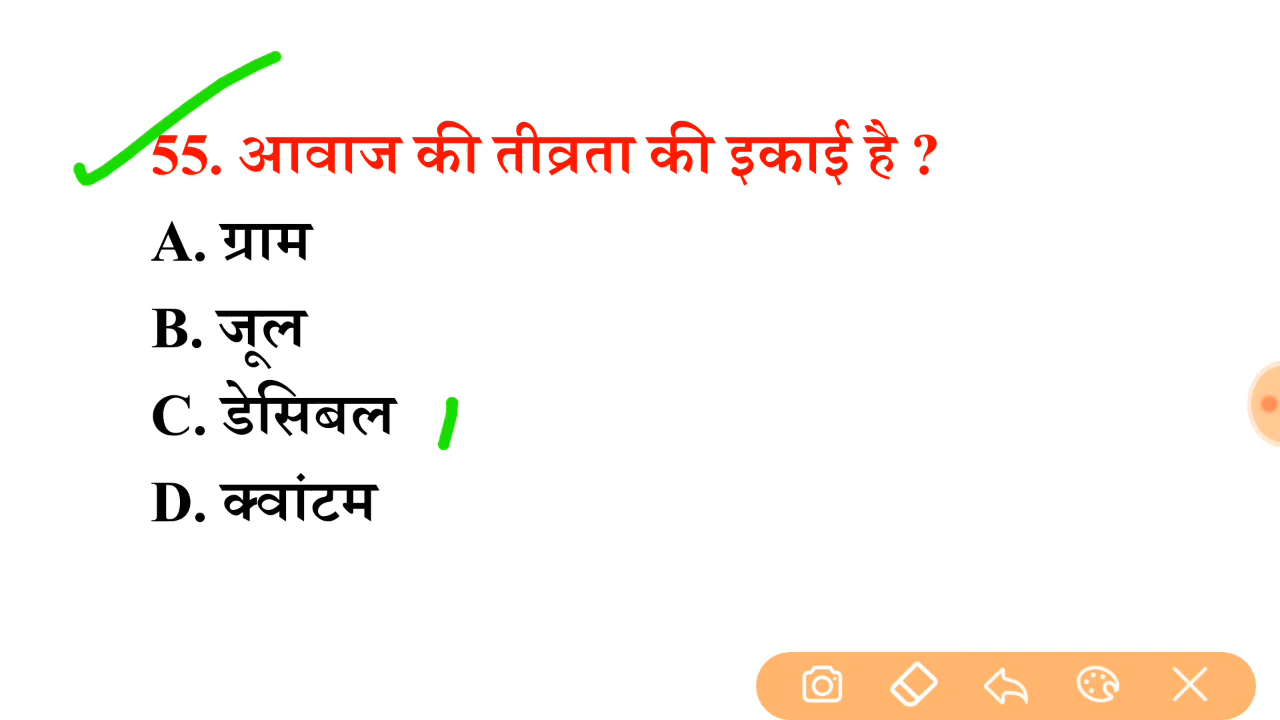 55. आवाज की तीव्रता की इकाई है ?
A. ग्राम
B. जूल
C. डेसिबल
D. क्वांटम